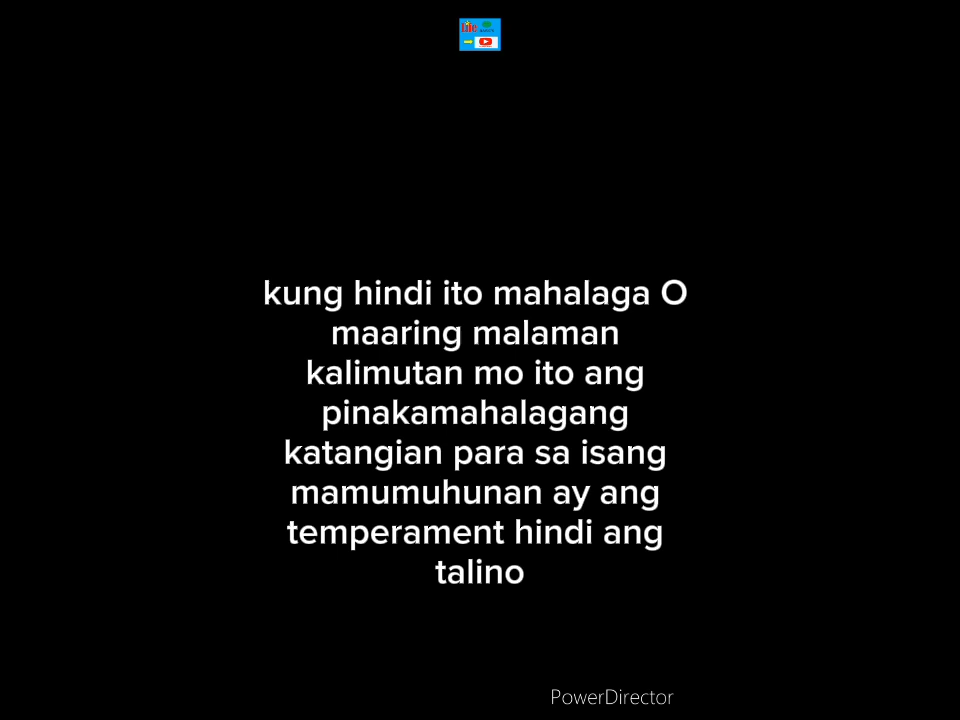 Life
kung hindi ito mahalaga O
maaring malaman
kalimutan mo ito ang
pinakamahalagang
katangian para sa isang
mamumuhunan ay ang
temperament hindi ang
talino
PowerDirector